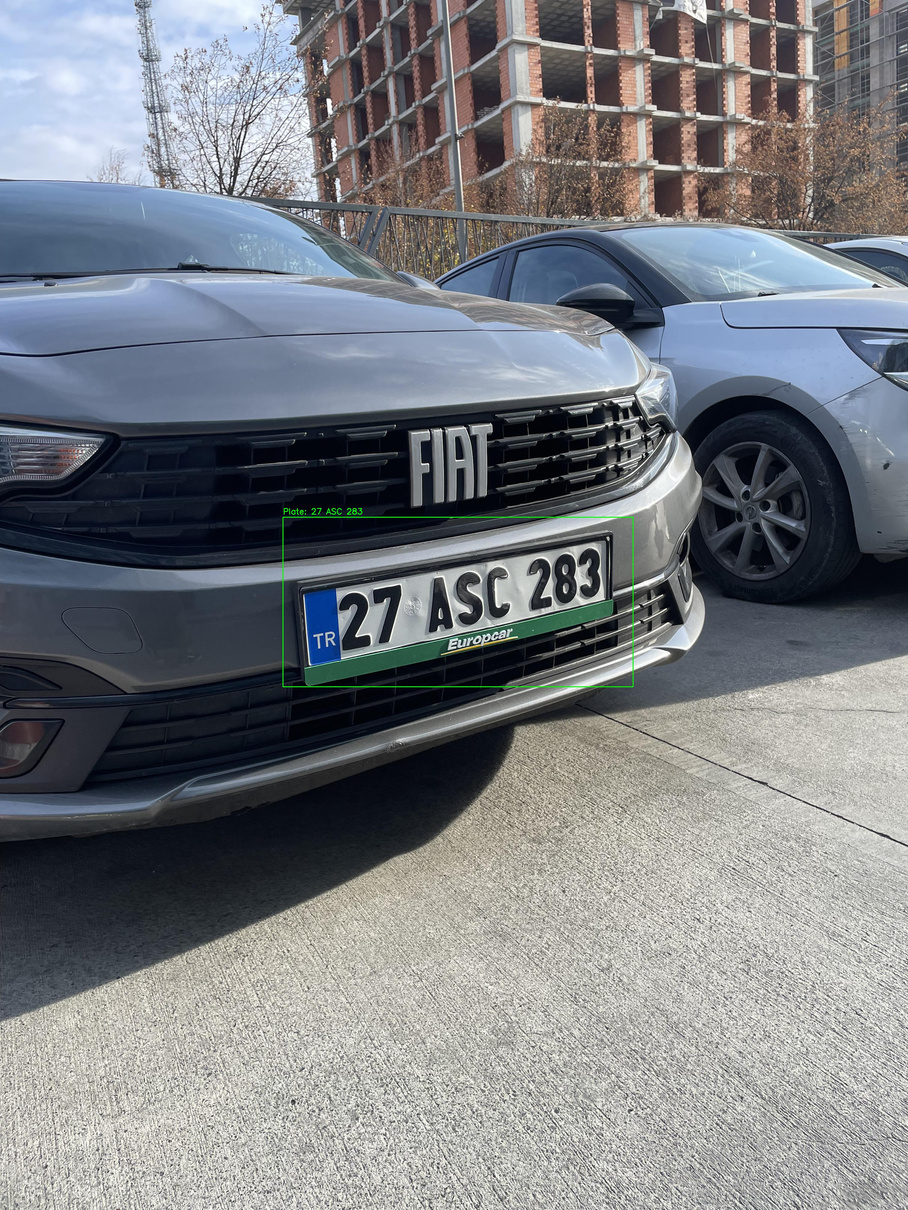 FIAT
Plate: 27 ASC 283
TR 27 ASC 283
Europcar